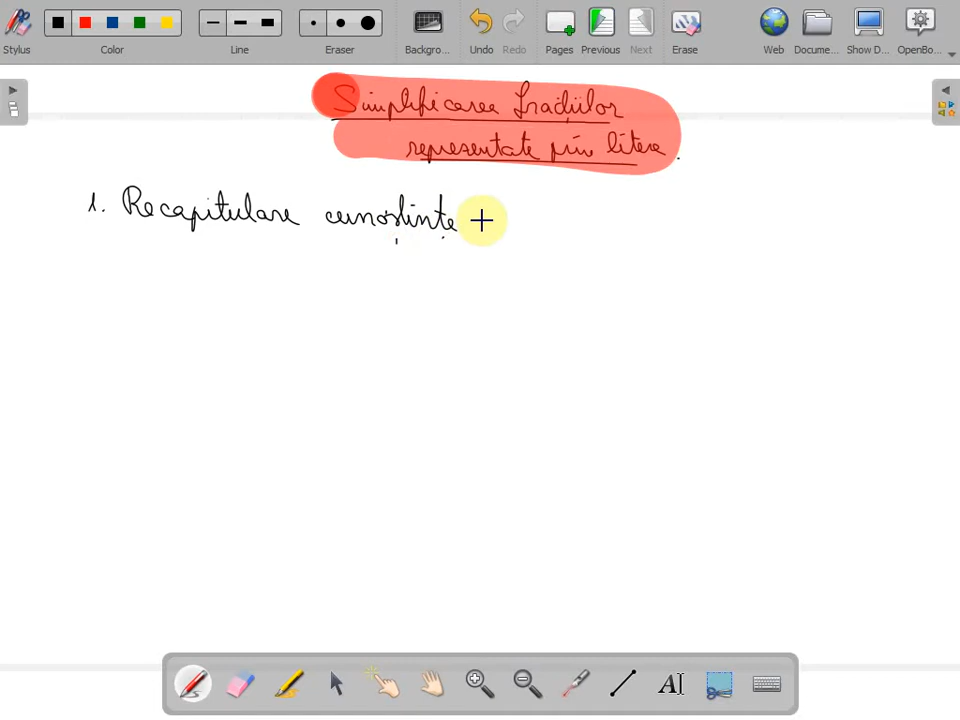 Stylus
Color
Line
Eraser
Backgro...
Undo
Redo
Pages
Previous
Next
Erase
Web
Docume...
Show D...
OpenBo...
Simplificarea fracțiilor
reprezentate prin litere.
1. Recapitulare cunoștințe
A